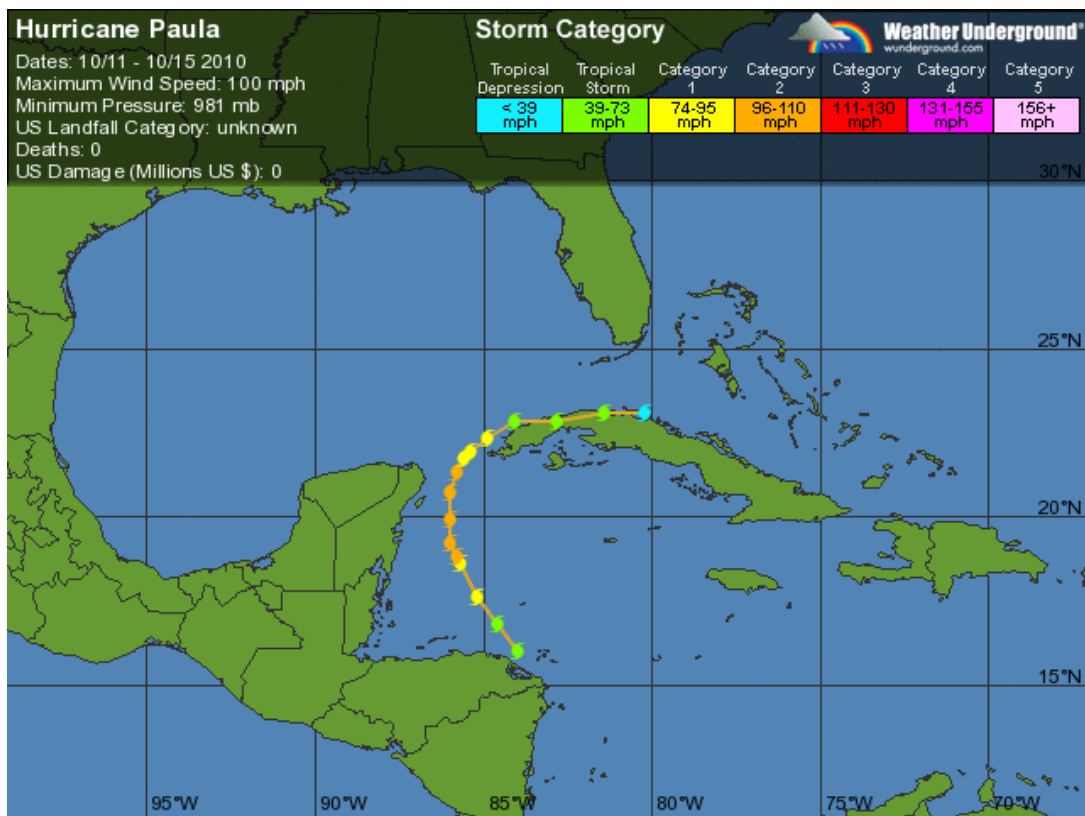 Hurricane Paula
Dates: 10/11 - 10/15 2010
Maximum Wind Speed: 100 mph
Minimum Pressure: 981 mb
US Landfall Category: unknown
Deaths: 0
US Damage (Millions US $): 0
Storm Category
Weather Underground®
wunderground.com
Tropical Depression
Tropical Storm
Category 1
Category 2
Category 3
Category 4
Category 5
< 39 mph
39-73 mph
74-95 mph
96-110 mph
111-130 mph
131-155 mph
156+ mph
30°N
25°N
20°N
15°N
95°W
90°W
85°W
80°W
75°W
70°W